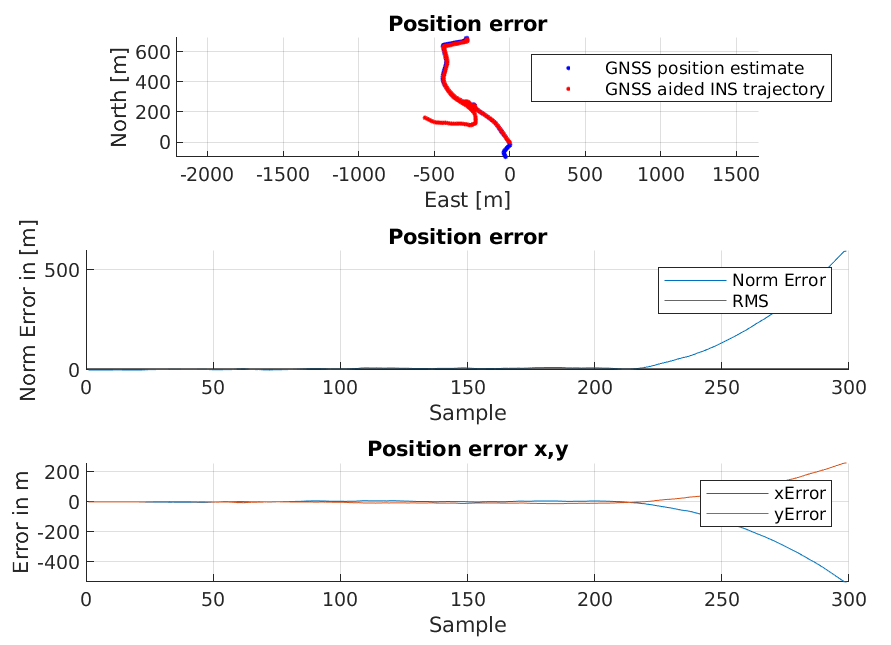 Position error
North [m]
600
400
200
0
GNSS position estimate
GNSS aided INS trajectory
-2000 -1500 -1000 -500 0 500 1000 1500
East [m]
Position error
Norm Error in [m]
500
0
Norm Error
RMS
0 50 100 150 200 250 300
Sample
Position error x,y
Error in m
200
0
-200
-400
xError
yError
0 50 100 150 200 250 300
Sample